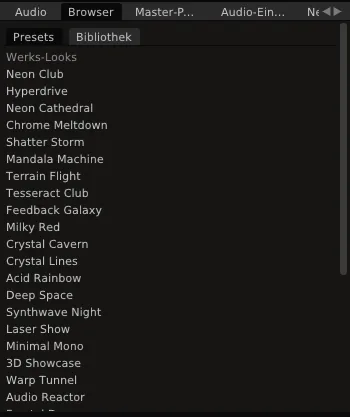 Audio Browser Master-P... Audio-Ein...
Presets Bibliothek
Werks-Looks
Neon Club
Hyperdrive
Neon Cathedral
Chrome Meltdown
Shatter Storm
Mandala Machine
Terrain Flight
Tesseract Club
Feedback Galaxy
Milky Red
Crystal Cavern
Crystal Lines
Acid Rainbow
Deep Space
Synthwave Night
Laser Show
Minimal Mono
3D Showcase
Warp Tunnel
Audio Reactor